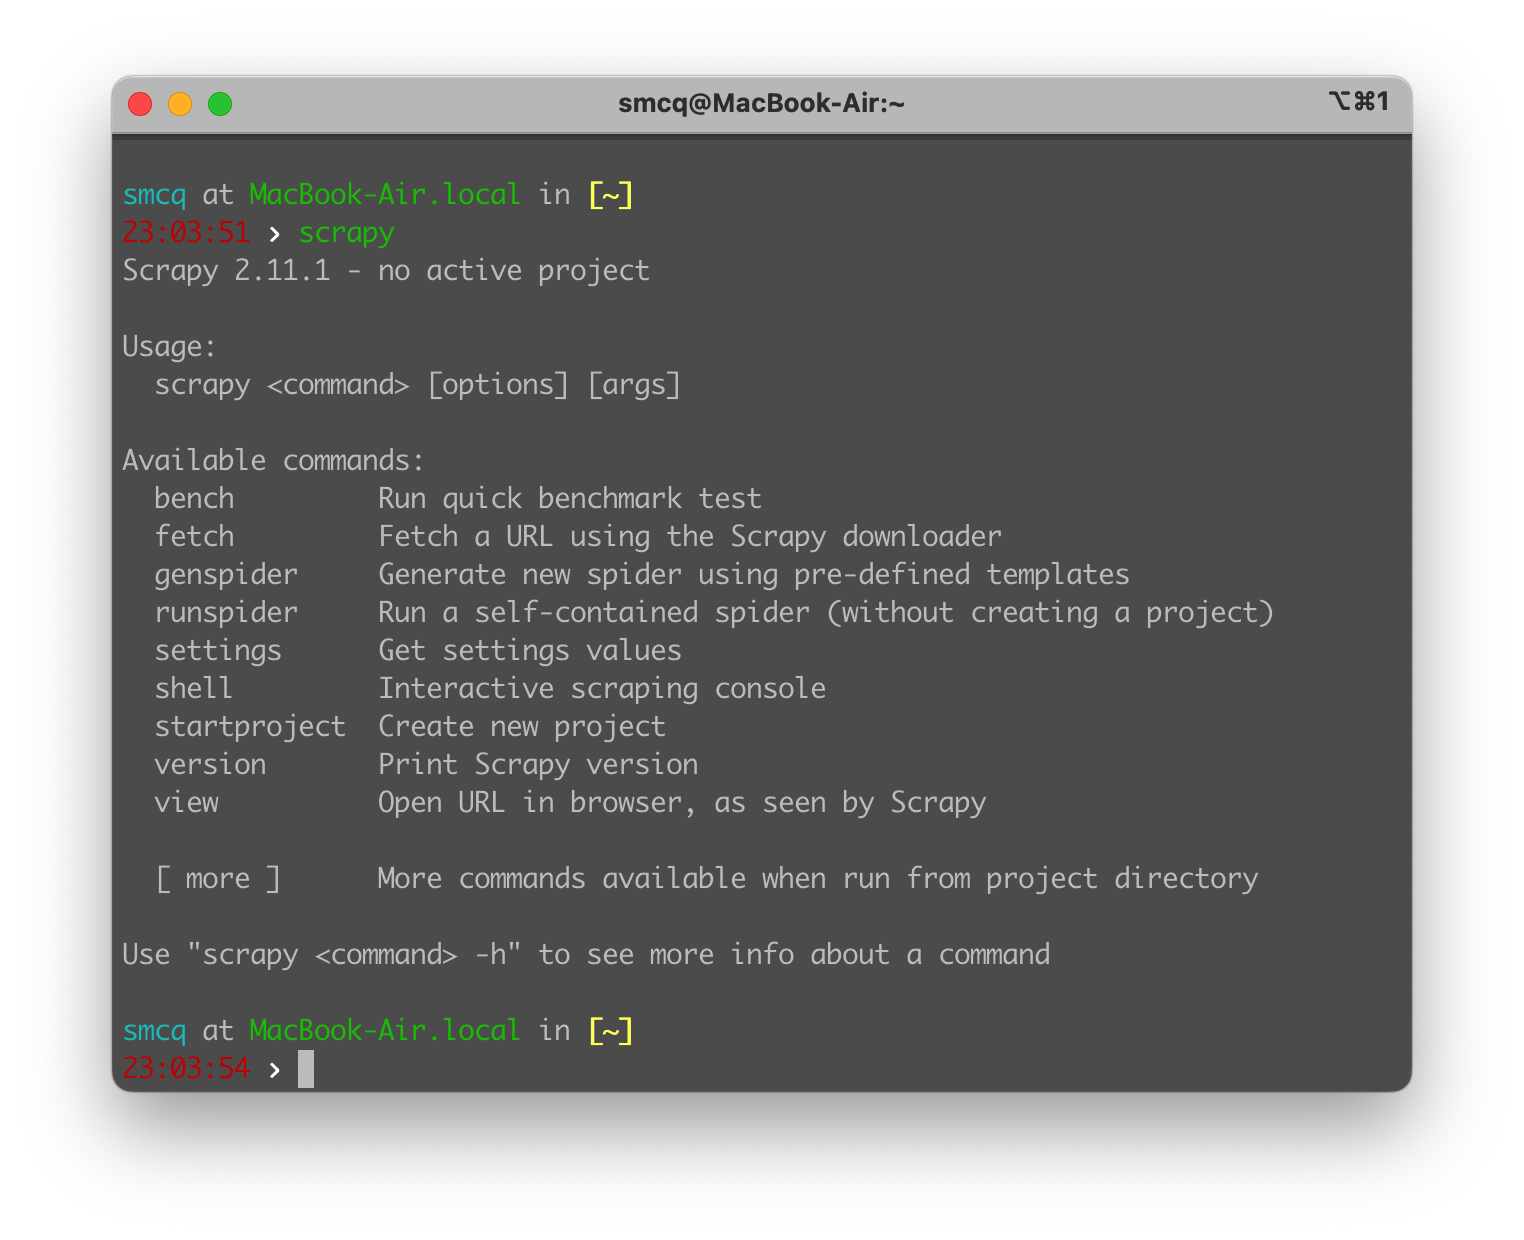 smcq@MacBook-Air:~ ⌥⌘1
smcq at MacBook-Air.local in [~]
23:03:51 › scrapy
Scrapy 2.11.1 - no active project
Usage:
  scrapy <command> [options] [args]
Available commands:
  bench         Run quick benchmark test
  fetch         Fetch a URL using the Scrapy downloader
  genspider     Generate new spider using pre-defined templates
  runspider     Run a self-contained spider (without creating a project)
  settings      Get settings values
  shell         Interactive scraping console
  startproject  Create new project
  version       Print Scrapy version
  view          Open URL in browser, as seen by Scrapy
  [ more ]      More commands available when run from project directory
Use "scrapy <command> -h" to see more info about a command
smcq at MacBook-Air.local in [~]
23:03:54 ›